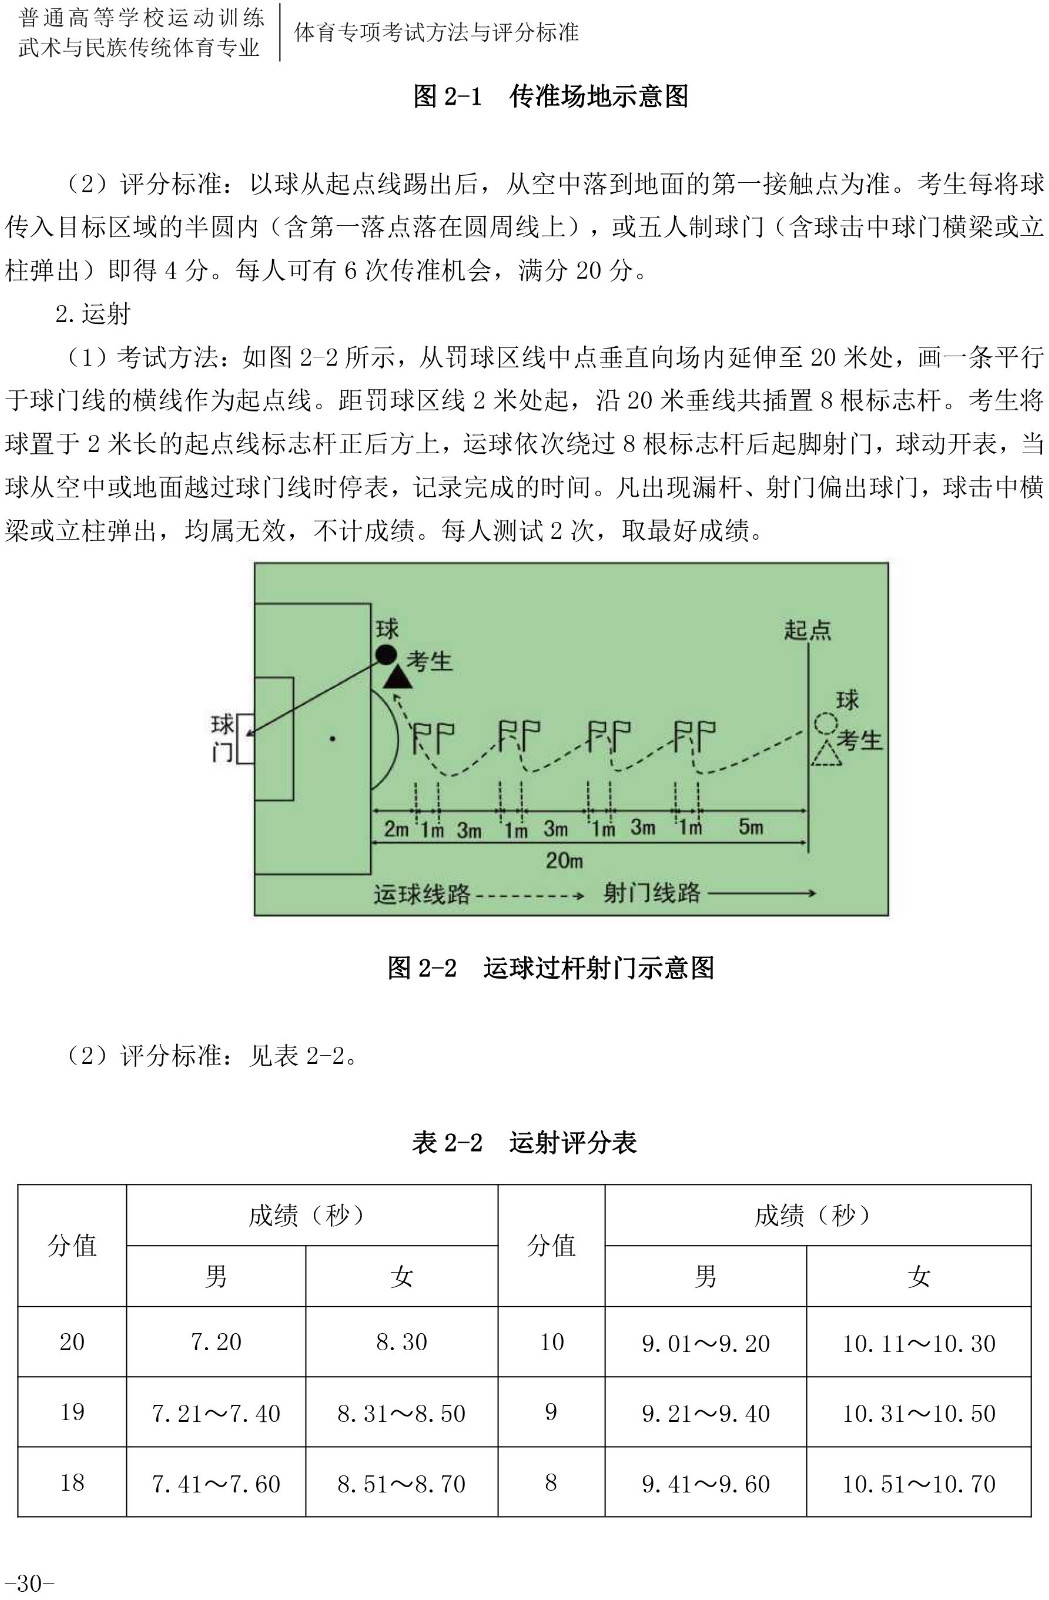 普通高等学校运动训练
武术与民族传统体育专业
体育专项考试方法与评分标准
图 2-1 传准场地示意图
（2）评分标准：以球从起点线踢出后，从空中落到地面的第一接触点为准。考生每将球
传入目标区域的半圆内（含第一落点落在圆周线上），或五人制球门（含球击中球门横梁或立
柱弹出）即得 4 分。每人可有 6 次传准机会，满分 20 分。
2. 运射
（1）考试方法：如图 2-2 所示，从罚球区线中点垂直向场内延伸至 20 米处，画一条平行
于球门线的横线作为起点线。距罚球区线 2 米处起，沿 20 米垂线共插置 8 根标志杆。考生将
球置于 2 米长的起点线标志杆正后方上，运球依次绕过 8 根标志杆后起脚射门，球动开表，当
球从空中或地面越过球门线时停表，记录完成的时间。凡出现漏杆、射门偏出球门，球击中横
梁或立柱弹出，均属无效，不计成绩。每人测试 2 次，取最好成绩。
球
考生
起点
球
考生
球
门
2m 1m 3m 1m 3m 1m 3m 1m 5m
20m
运球线路 射门线路
图 2-2 运球过杆射门示意图
（2）评分标准：见表 2-2。
表 2-2 运射评分表
分值 成绩（秒） 分值 成绩（秒）
男 女 男 女
20 7.20 8.30 10 9.01～9.20 10.11～10.30
19 7.21～7.40 8.31～8.50 9 9.21～9.40 10.31～10.50
18 7.41～7.60 8.51～8.70 8 9.41～9.60 10.51～10.70
-30-